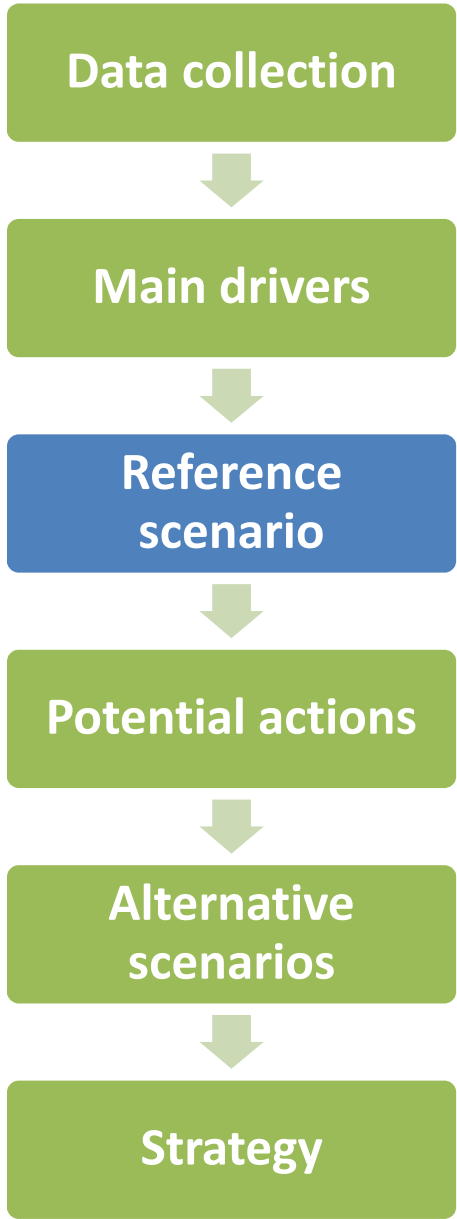 Data collection
Main drivers
Reference
scenario
Potential actions
Alternative
scenarios
Strategy